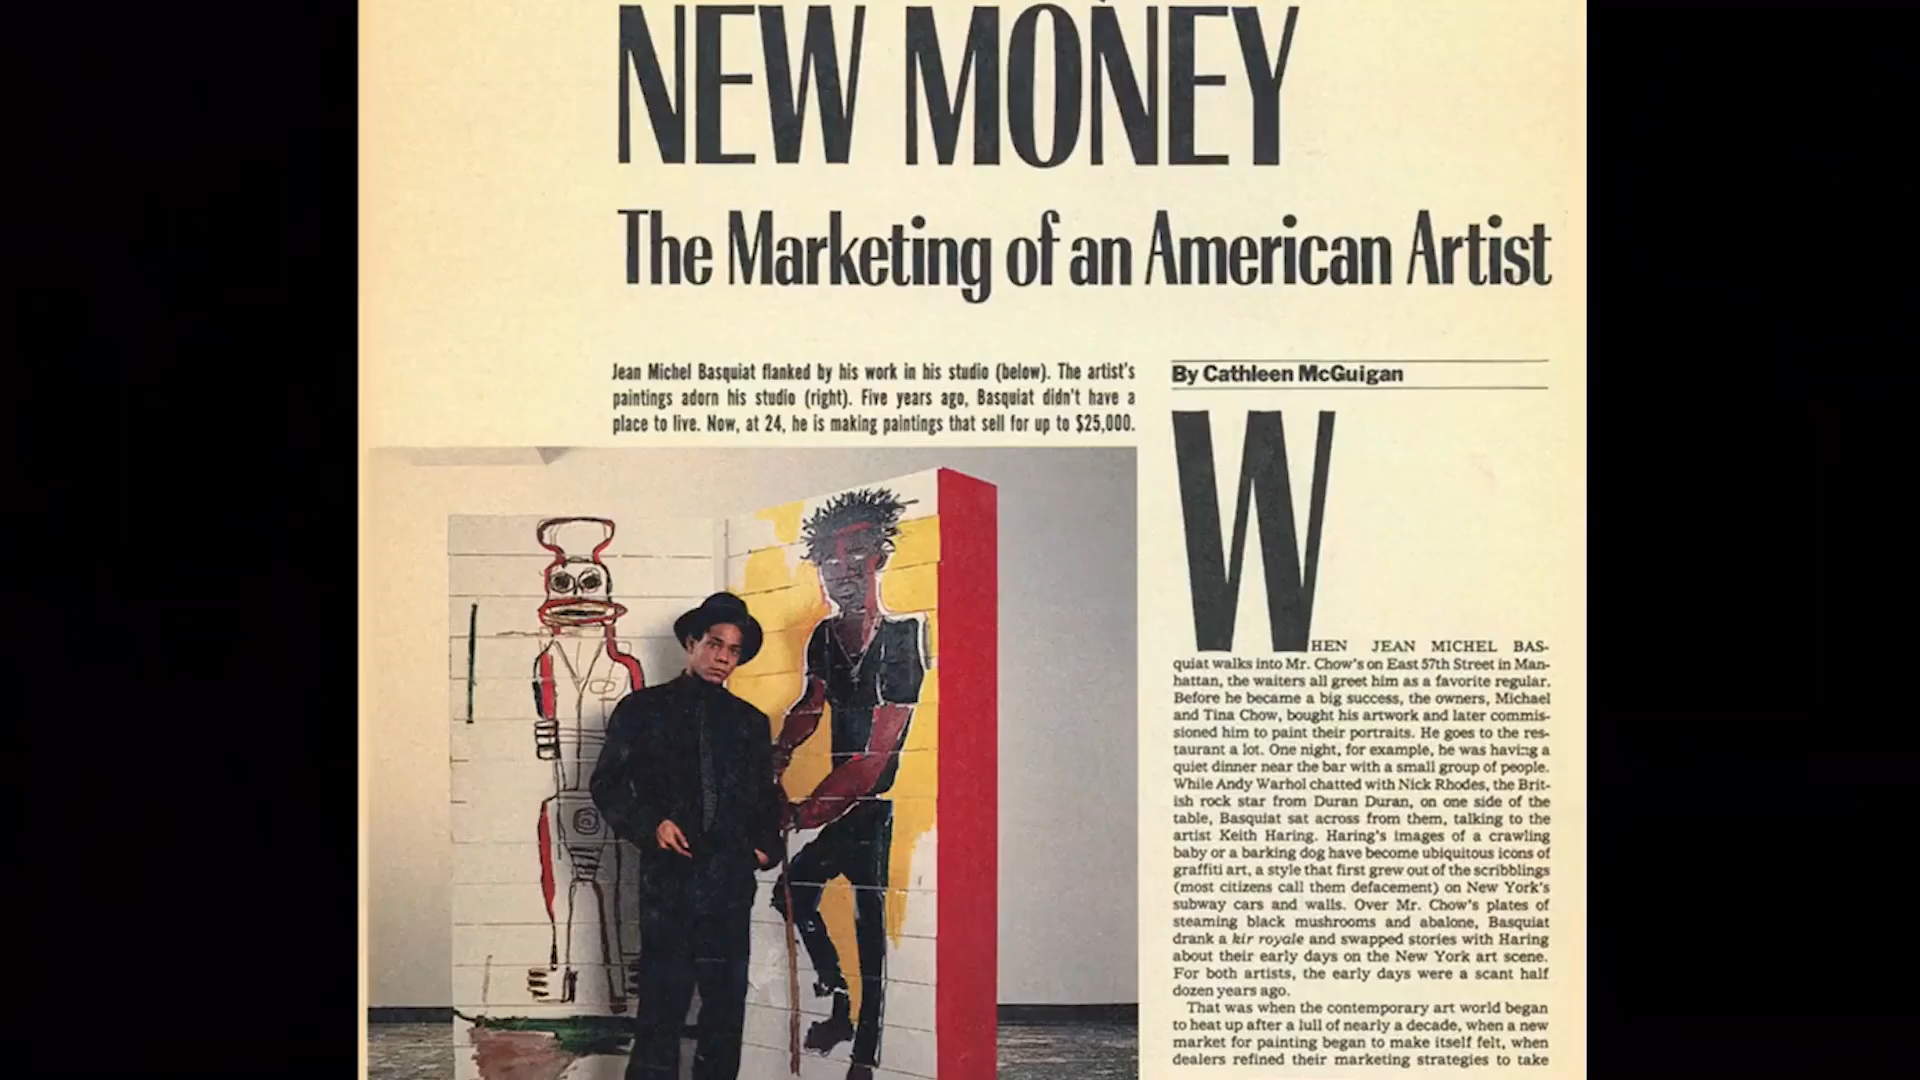 NEW MONEY
The Marketing of an American Artist
Jean Michel Basquiat flanked by his work in his studio (below). The artist's
paintings adorn his studio (right). Five years ago, Basquiat didn't have a
place to live. Now, at 24, he is making paintings that sell for up to $25,000.
By Cathleen McGuigan
WHEN JEAN MICHEL BAS-
quiat walks into Mr. Chow's on East 57th Street in Man-
hattan, the waiters all greet him as a favorite regular.
Before he became a big success, the owners, Michael
and Tina Chow, bought his artwork and later commis-
sioned him to paint their portraits. He goes to the res-
taurant a lot. One night, for example, he was having a
quiet dinner near the bar with a small group of people.
While Andy Warhol chatted with Nick Rhodes, the Brit-
ish rock star from Duran Duran, on one side of the
table, Basquiat sat across from them, talking to the
artist Keith Haring. Haring's images of a crawling
baby or a barking dog have become ubiquitous icons of
graffiti art, a style that first grew out of the scribblings
(most citizens call them defacement) on New York's
subway cars and walls. Over Mr. Chow's plates of
steaming black mushrooms and abalone, Basquiat
drank a kir royale and swapped stories with Haring
about their early days on the New York art scene.
For both artists, the early days were a scant half
dozen years ago.
That was when the contemporary art world began
to heat up after a lull of nearly a decade, when a new
market for painting began to make itself felt, when
dealers refined their marketing strategies to take